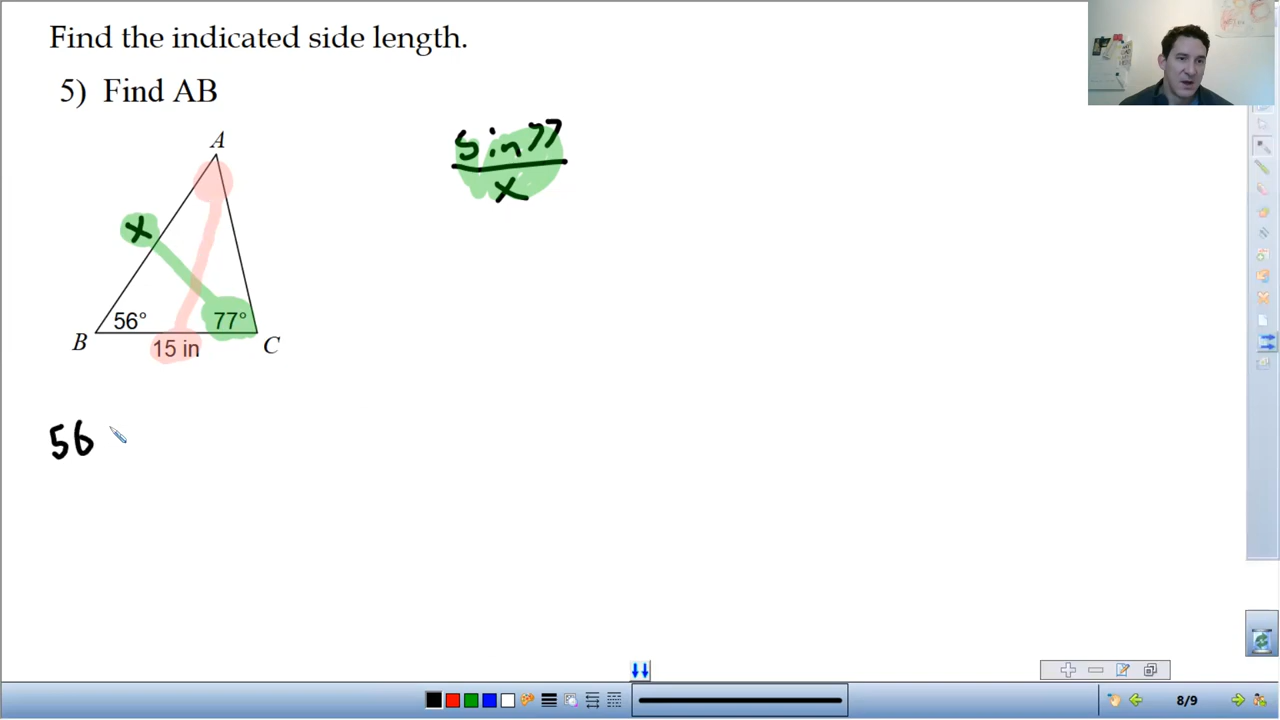 Find the indicated side length.
5) Find AB
A
x
56°
77°
B
15 in
C
sin 77
x
56
8/9